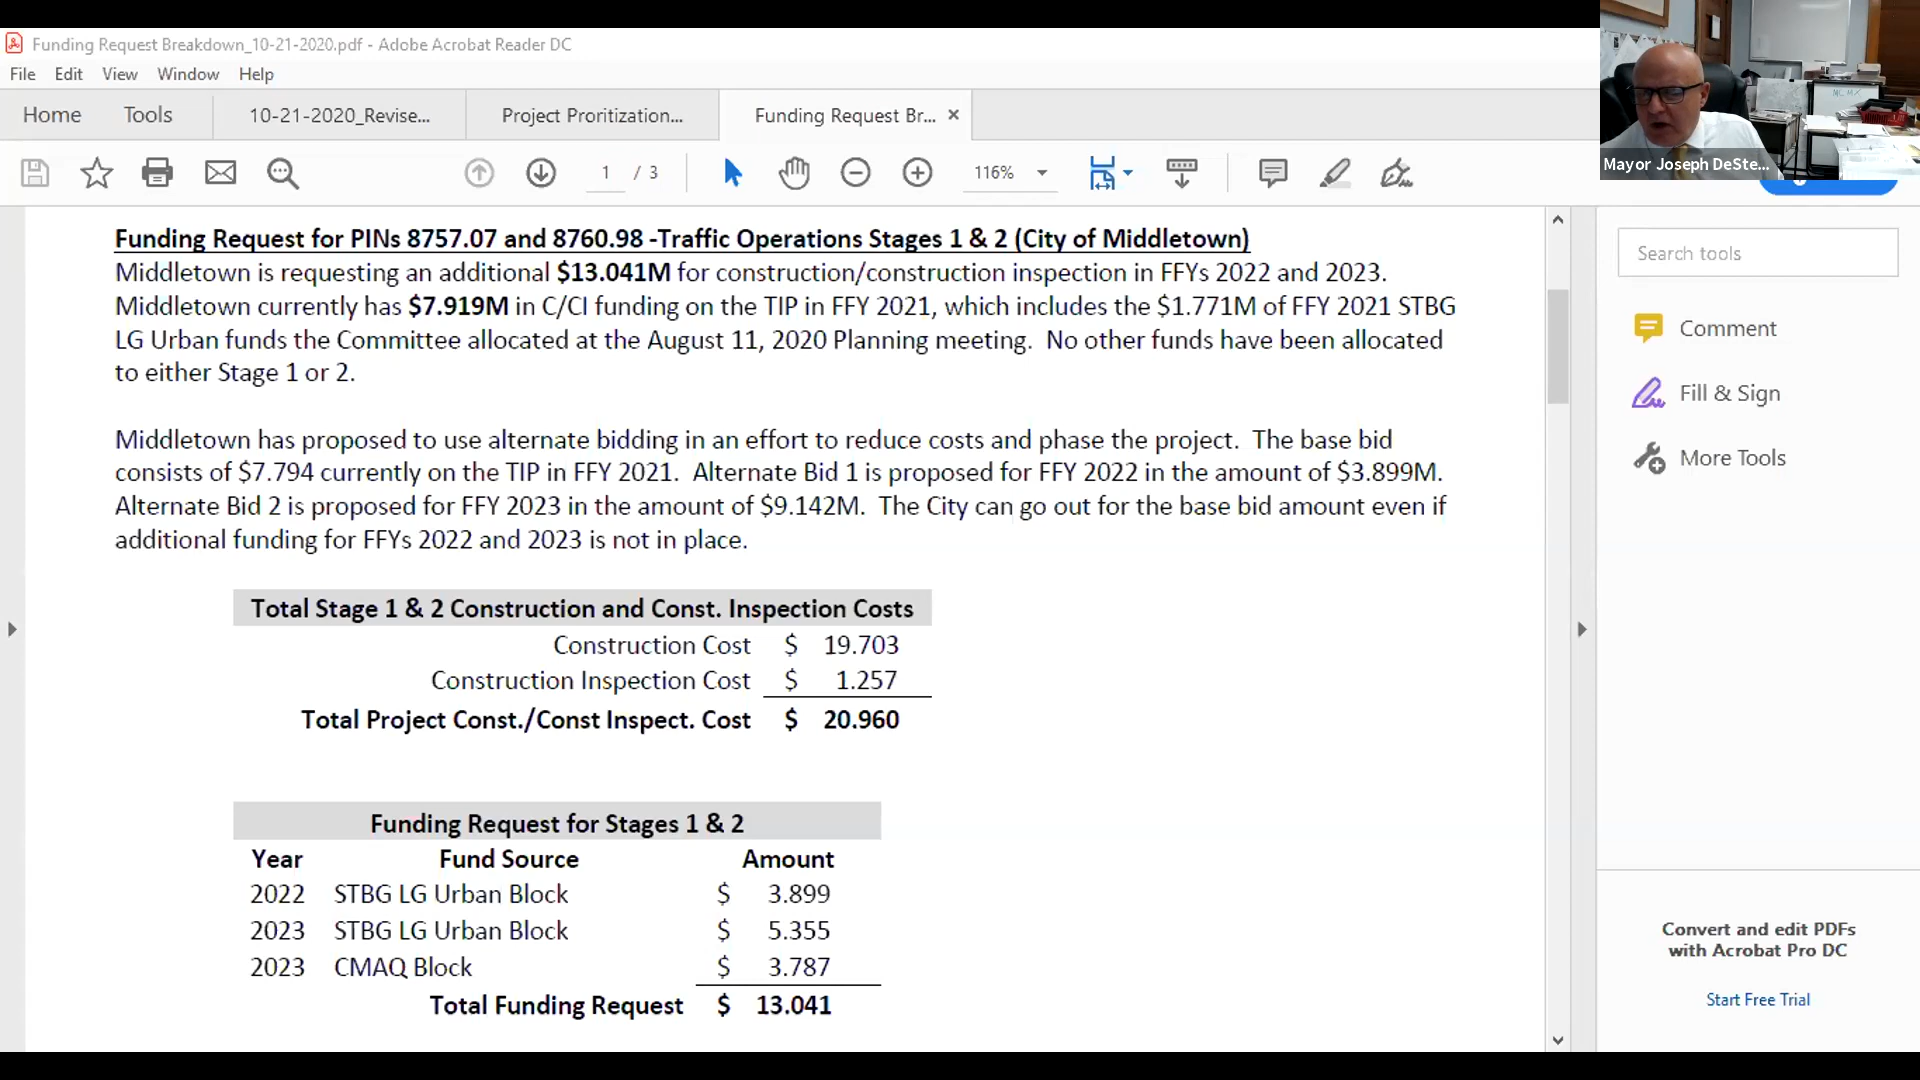 Funding Request Breakdown_10-21-2020.pdf - Adobe Acrobat Reader DC
File Edit View Window Help
Home Tools 10-21-2020_Revise... Project Proritization... Funding Request Br... ×
1 / 3 116%
Mayor Joseph DeSte...
Funding Request for PINs 8757.07 and 8760.98 -Traffic Operations Stages 1 & 2 (City of Middletown)
Middletown is requesting an additional $13.041M for construction/construction inspection in FFYs 2022 and 2023.
Middletown currently has $7.919M in C/CI funding on the TIP in FFY 2021, which includes the $1.771M of FFY 2021 STBG
LG Urban funds the Committee allocated at the August 11, 2020 Planning meeting. No other funds have been allocated
to either Stage 1 or 2.
Middletown has proposed to use alternate bidding in an effort to reduce costs and phase the project. The base bid
consists of $7.794 currently on the TIP in FFY 2021. Alternate Bid 1 is proposed for FFY 2022 in the amount of $3.899M.
Alternate Bid 2 is proposed for FFY 2023 in the amount of $9.142M. The City can go out for the base bid amount even if
additional funding for FFYs 2022 and 2023 is not in place.
Total Stage 1 & 2 Construction and Const. Inspection Costs
Construction Cost $ 19.703
Construction Inspection Cost $ 1.257
Total Project Const./Const Inspect. Cost $ 20.960
Funding Request for Stages 1 & 2
Year Fund Source Amount
2022 STBG LG Urban Block $ 3.899
2023 STBG LG Urban Block $ 5.355
2023 CMAQ Block $ 3.787
Total Funding Request $ 13.041
Search tools
Comment
Fill & Sign
More Tools
Convert and edit PDFs
with Acrobat Pro DC
Start Free Trial